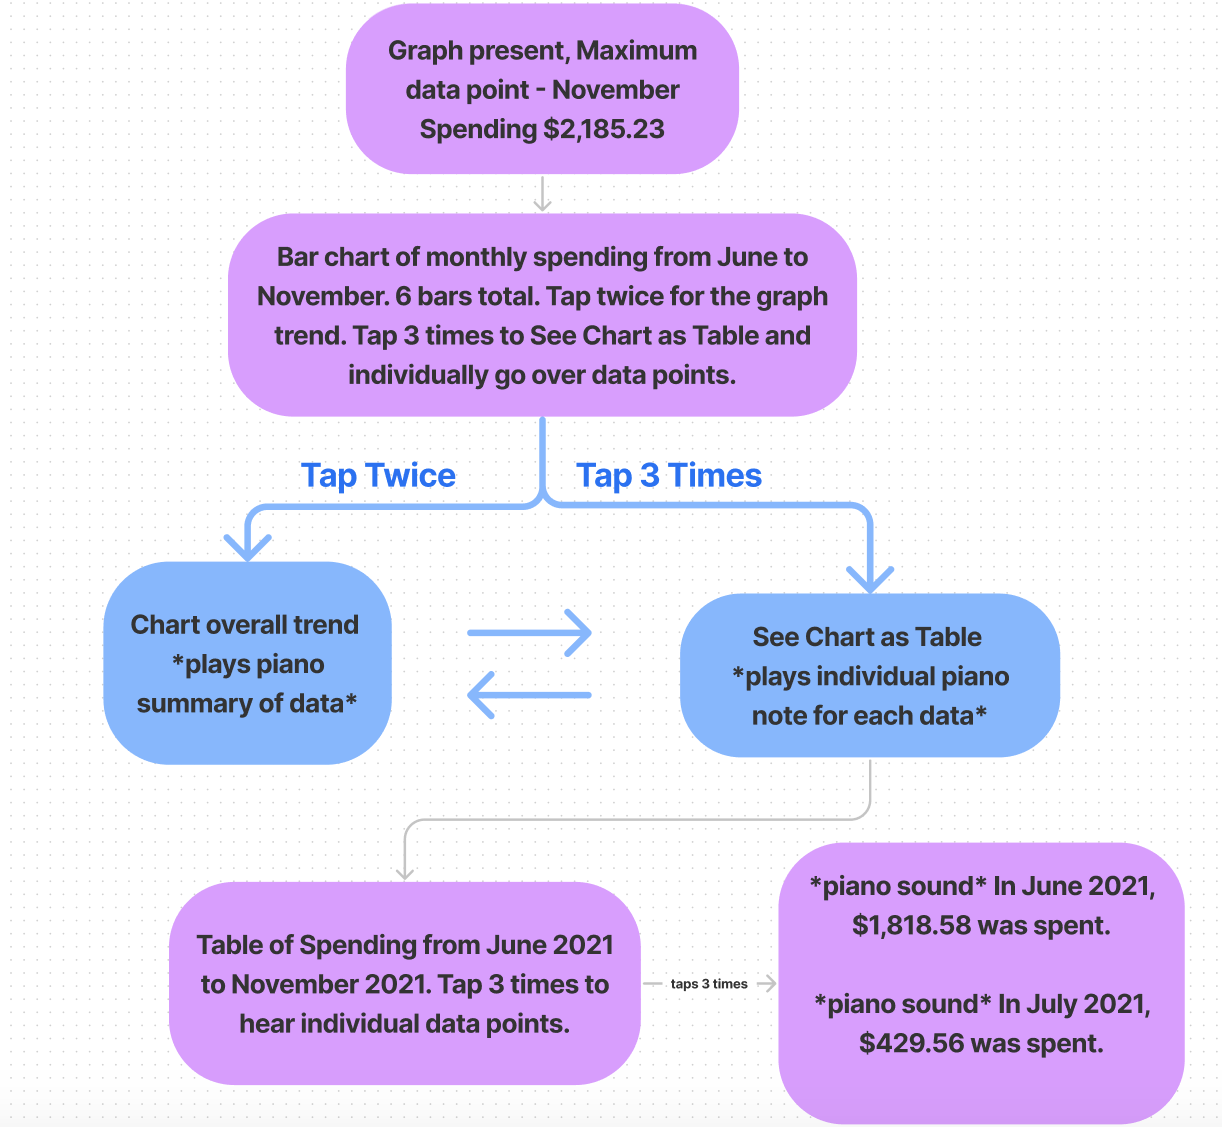 Graph present, Maximum
data point - November
Spending $2,185.23
Bar chart of monthly spending from June to
November. 6 bars total. Tap twice for the graph
trend. Tap 3 times to See Chart as Table and
individually go over data points.
Tap Twice
Tap 3 Times
Chart overall trend
*plays piano
summary of data*
See Chart as Table
*plays individual piano
note for each data*
Table of Spending from June 2021
to November 2021. Tap 3 times to
hear individual data points.
taps 3 times
*piano sound* In June 2021,
$1,818.58 was spent.
*piano sound* In July 2021,
$429.56 was spent.